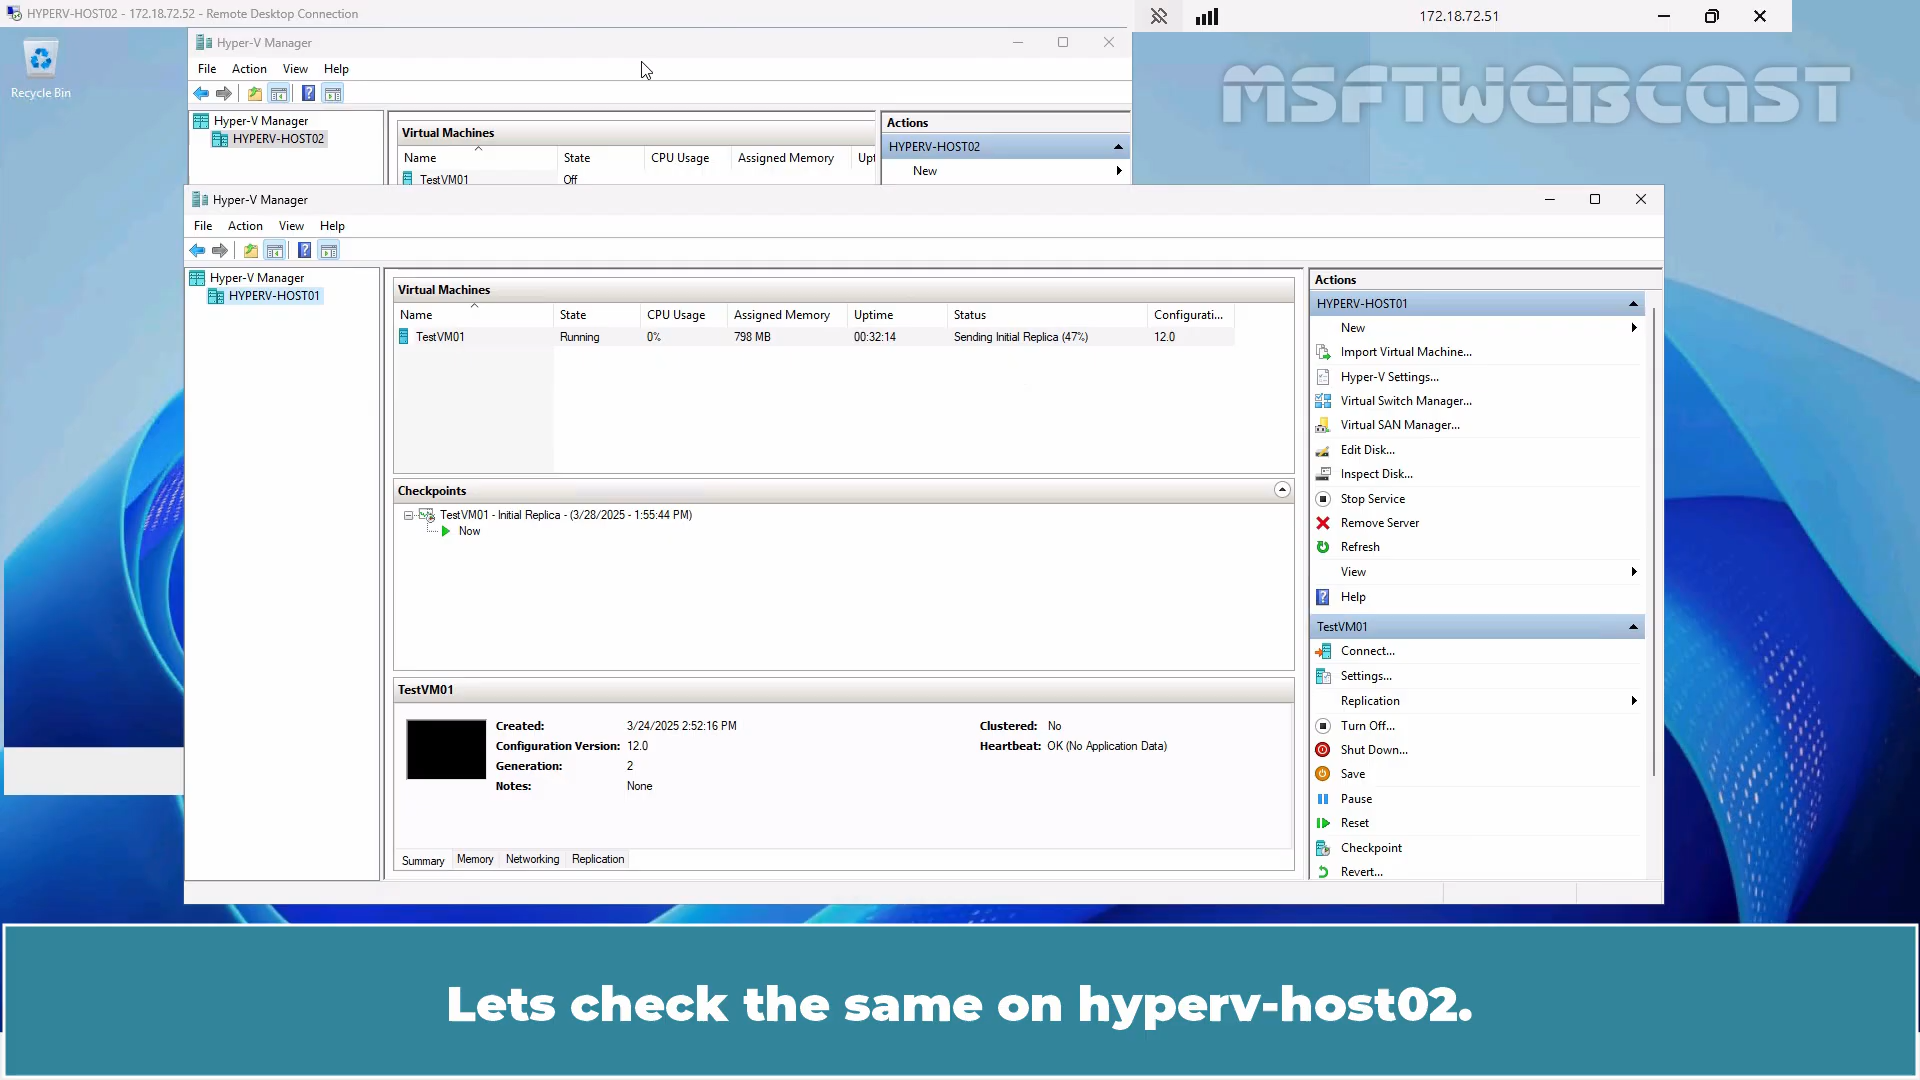 HYPERV-HOST02 - 172.18.72.52 - Remote Desktop Connection
172.18.72.51
Recycle Bin
MSFTWEBCAST
Hyper-V Manager
File Action View Help
Hyper-V Manager
HYPERV-HOST02
Virtual Machines
Name State CPU Usage Assigned Memory Upt
TestVM01 Off
Actions
HYPERV-HOST02
New
Hyper-V Manager
File Action View Help
Hyper-V Manager
HYPERV-HOST01
Virtual Machines
Name State CPU Usage Assigned Memory Uptime Status Configurati...
TestVM01 Running 0% 798 MB 00:32:14 Sending Initial Replica (47%) 12.0
Checkpoints
TestVM01 - Initial Replica - (3/28/2025 - 1:55:44 PM)
Now
TestVM01
Created: 3/24/2025 2:52:16 PM Clustered: No
Configuration Version: 12.0 Heartbeat: OK (No Application Data)
Generation: 2
Notes: None
Summary Memory Networking Replication
Actions
HYPERV-HOST01
New
Import Virtual Machine...
Hyper-V Settings...
Virtual Switch Manager...
Virtual SAN Manager...
Edit Disk...
Inspect Disk...
Stop Service
Remove Server
Refresh
View
Help
TestVM01
Connect...
Settings...
Replication
Turn Off...
Shut Down...
Save
Pause
Reset
Checkpoint
Revert...
Lets check the same on hyperv-host02.